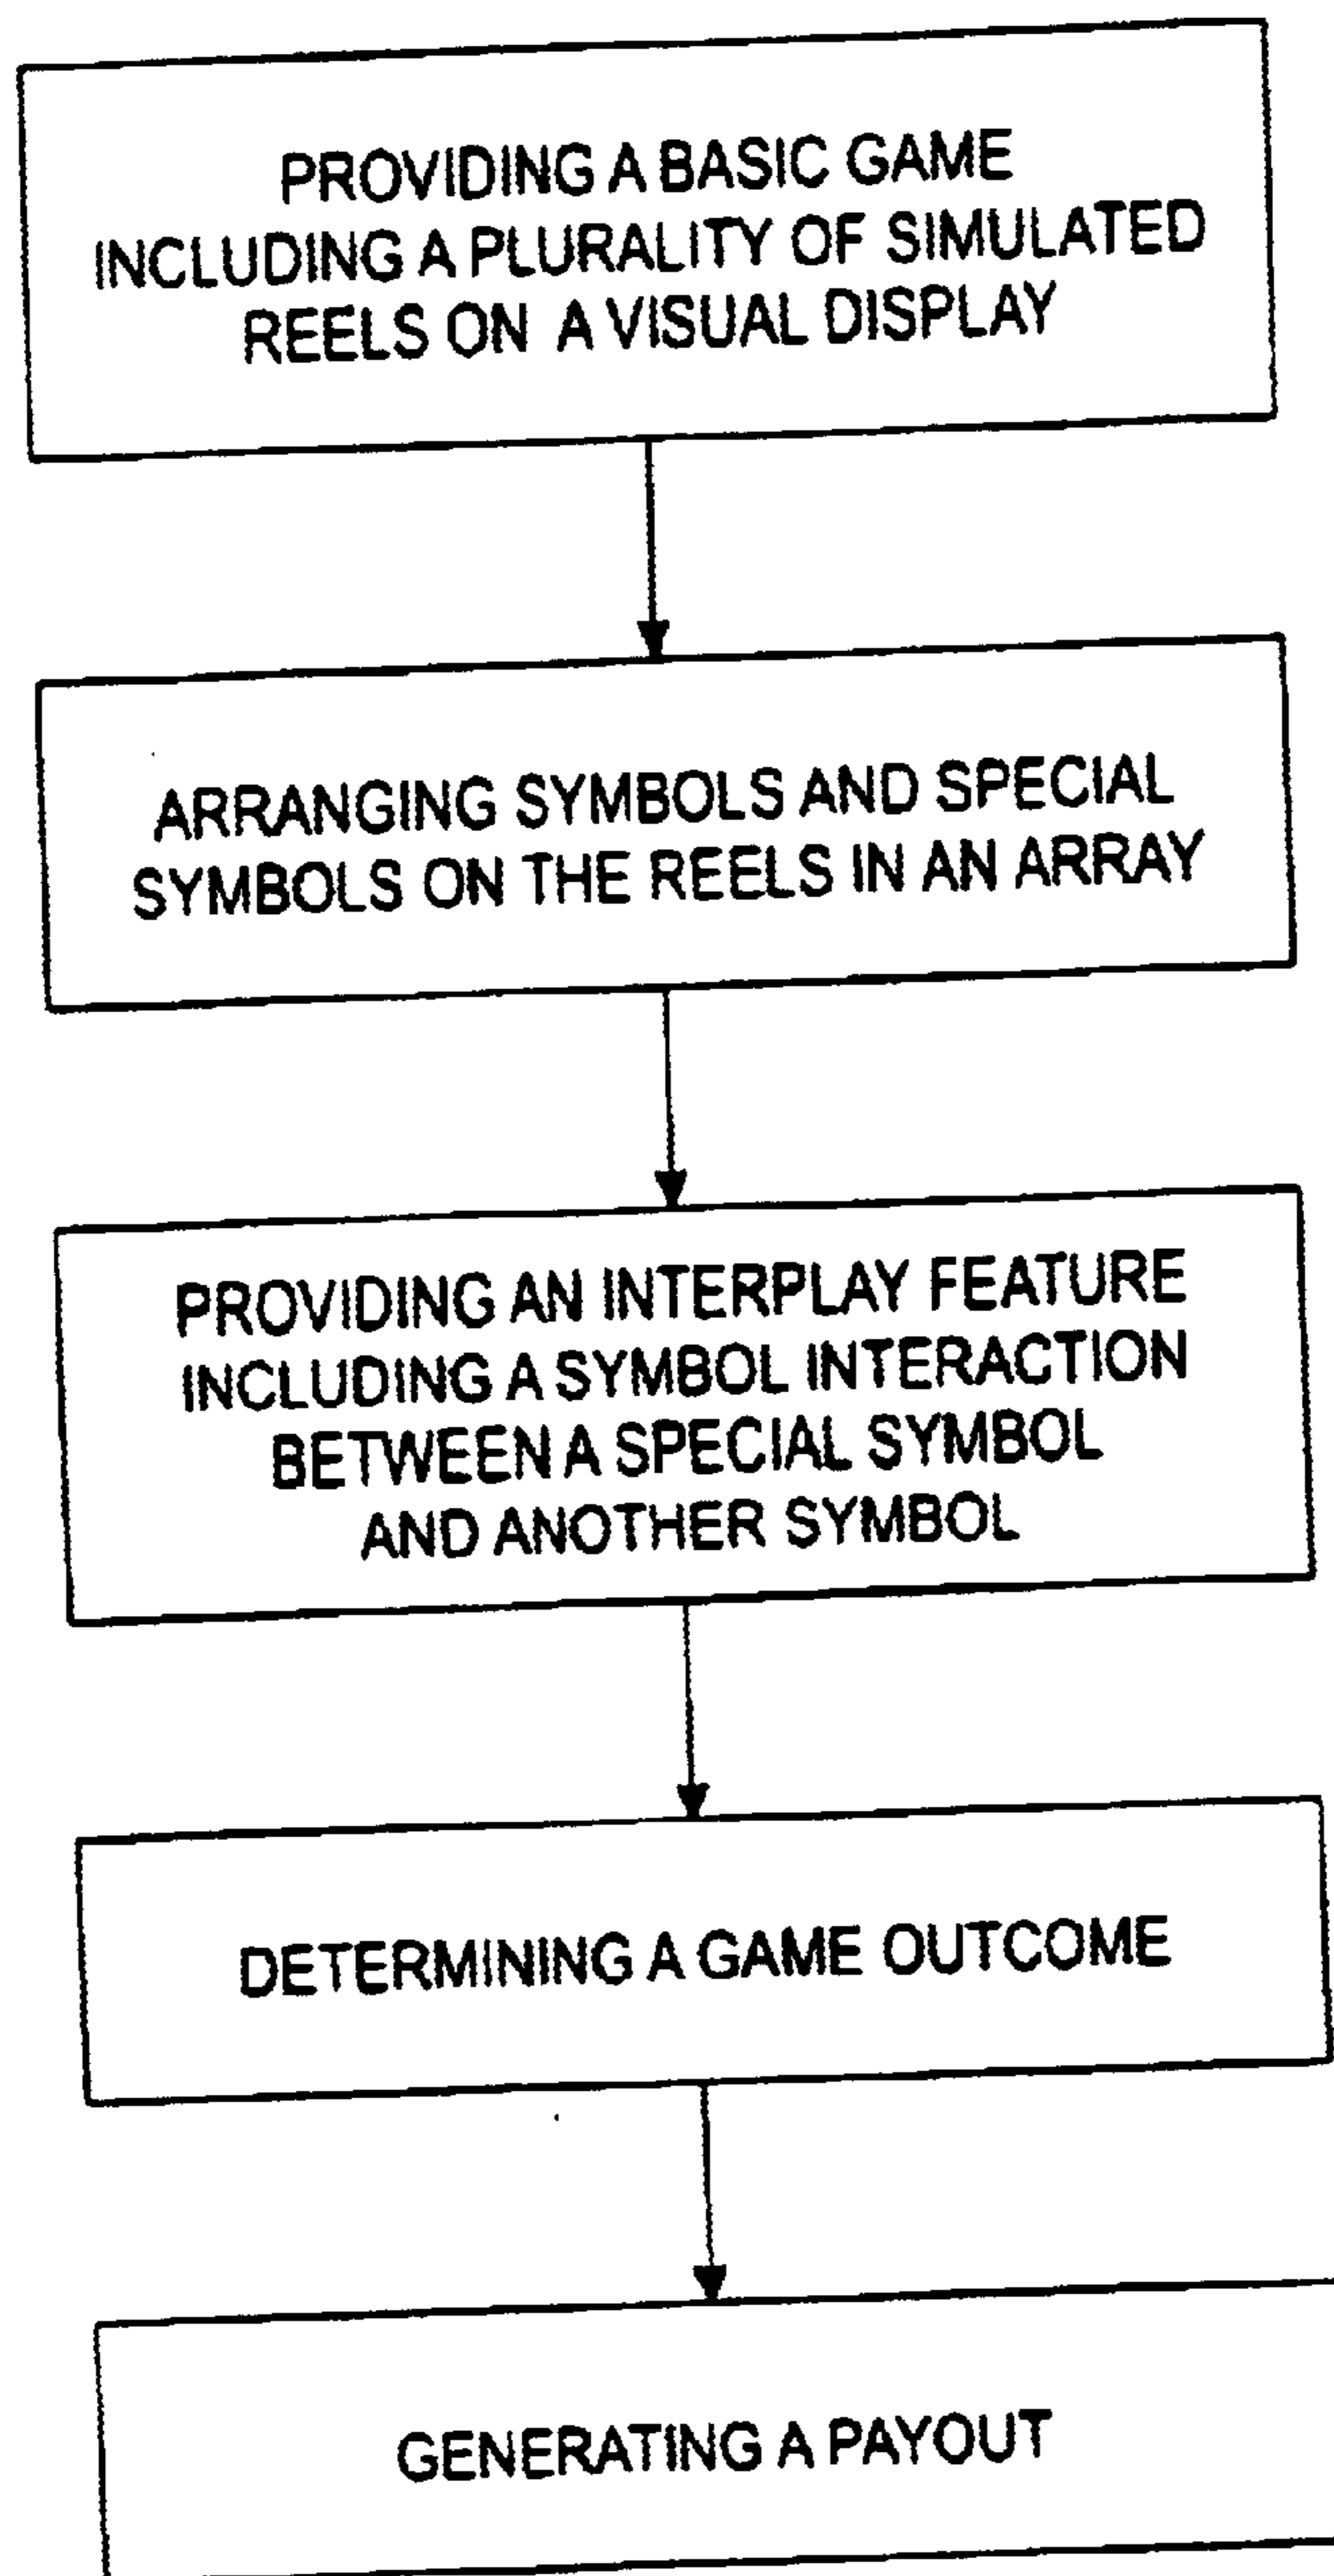 PROVIDING A BASIC GAME
INCLUDING A PLURALITY OF SIMULATED
REELS ON A VISUAL DISPLAY
ARRANGING SYMBOLS AND SPECIAL
SYMBOLS ON THE REELS IN AN ARRAY
PROVIDING AN INTERPLAY FEATURE
INCLUDING A SYMBOL INTERACTION
BETWEEN A SPECIAL SYMBOL
AND ANOTHER SYMBOL
DETERMINING A GAME OUTCOME
GENERATING A PAYOUT